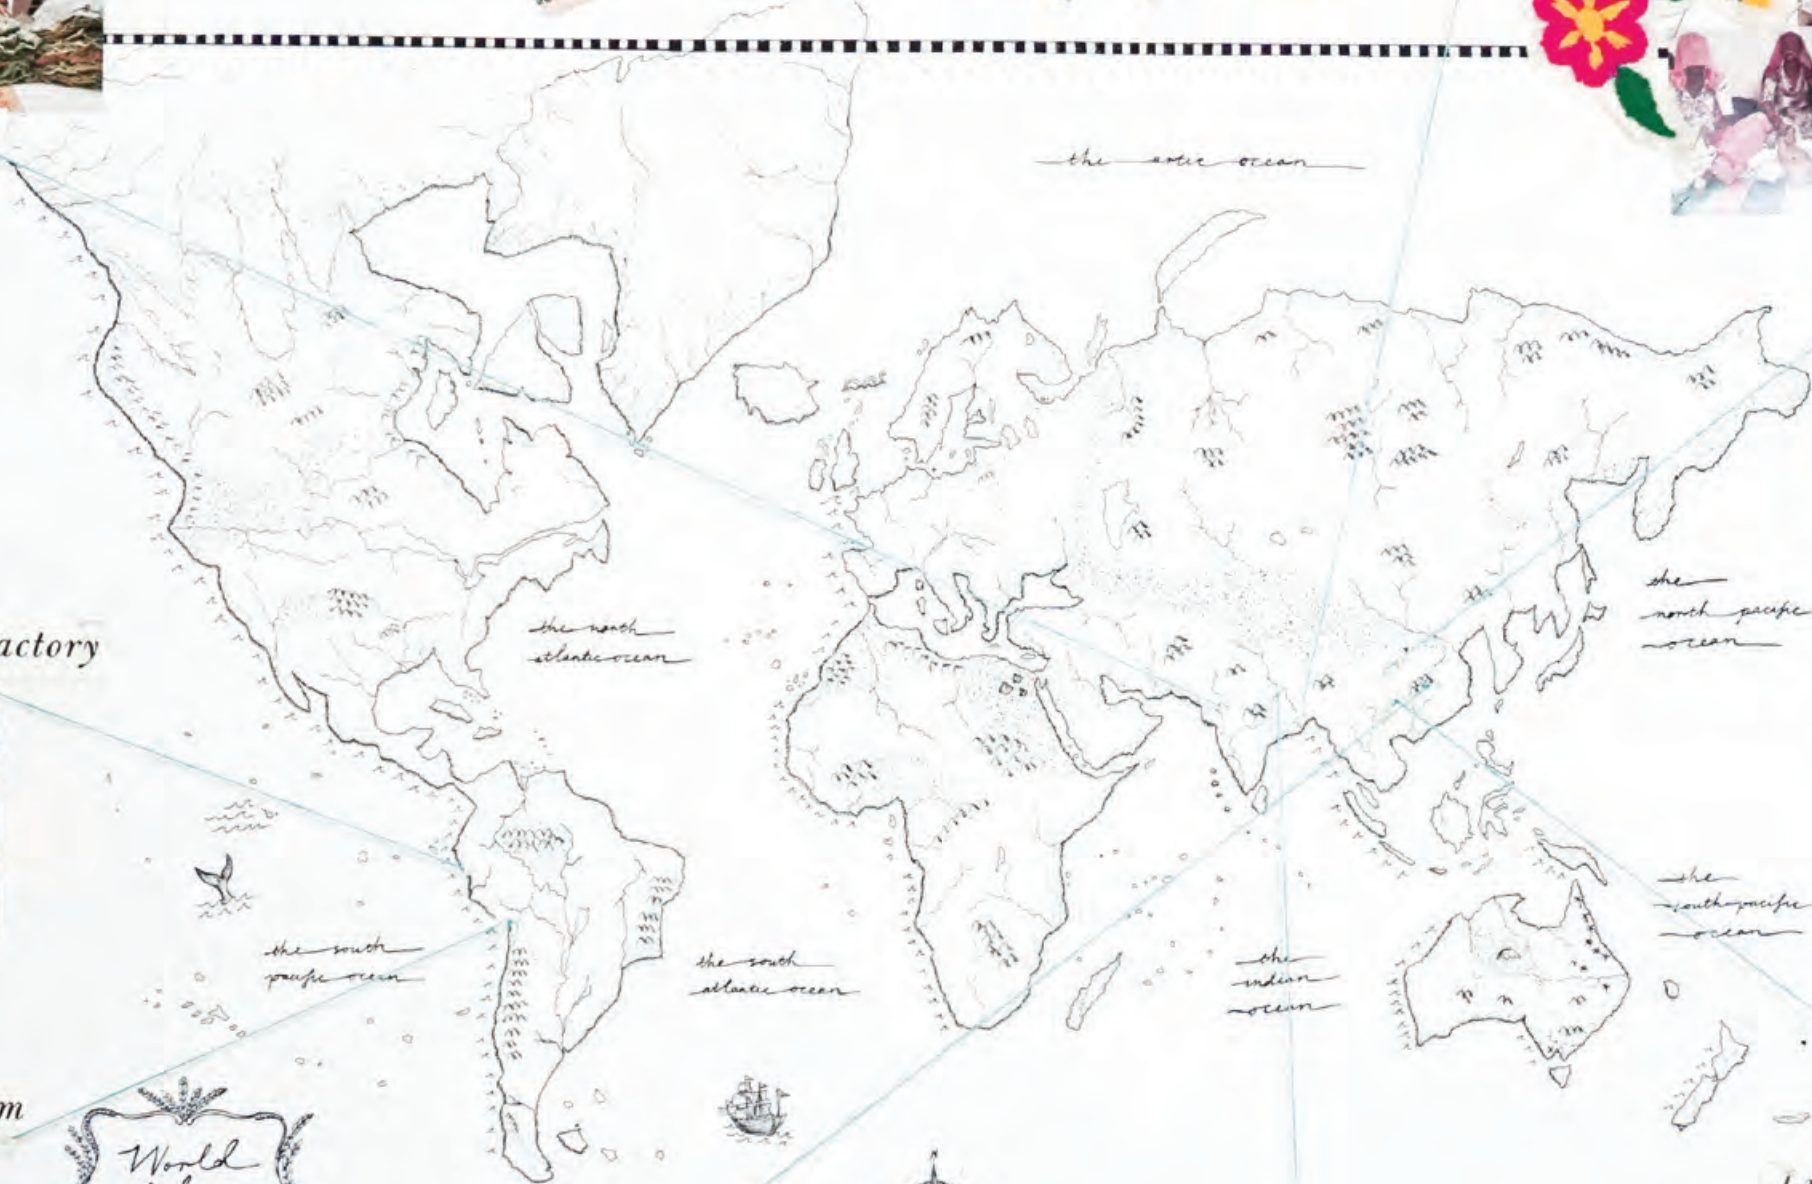 the artic ocean
the
north pacific
ocean
the north
atlantic ocean
actory
the
south pacific
ocean
the south
pacific ocean
the south
atlantic ocean
the
indian
ocean
m
World